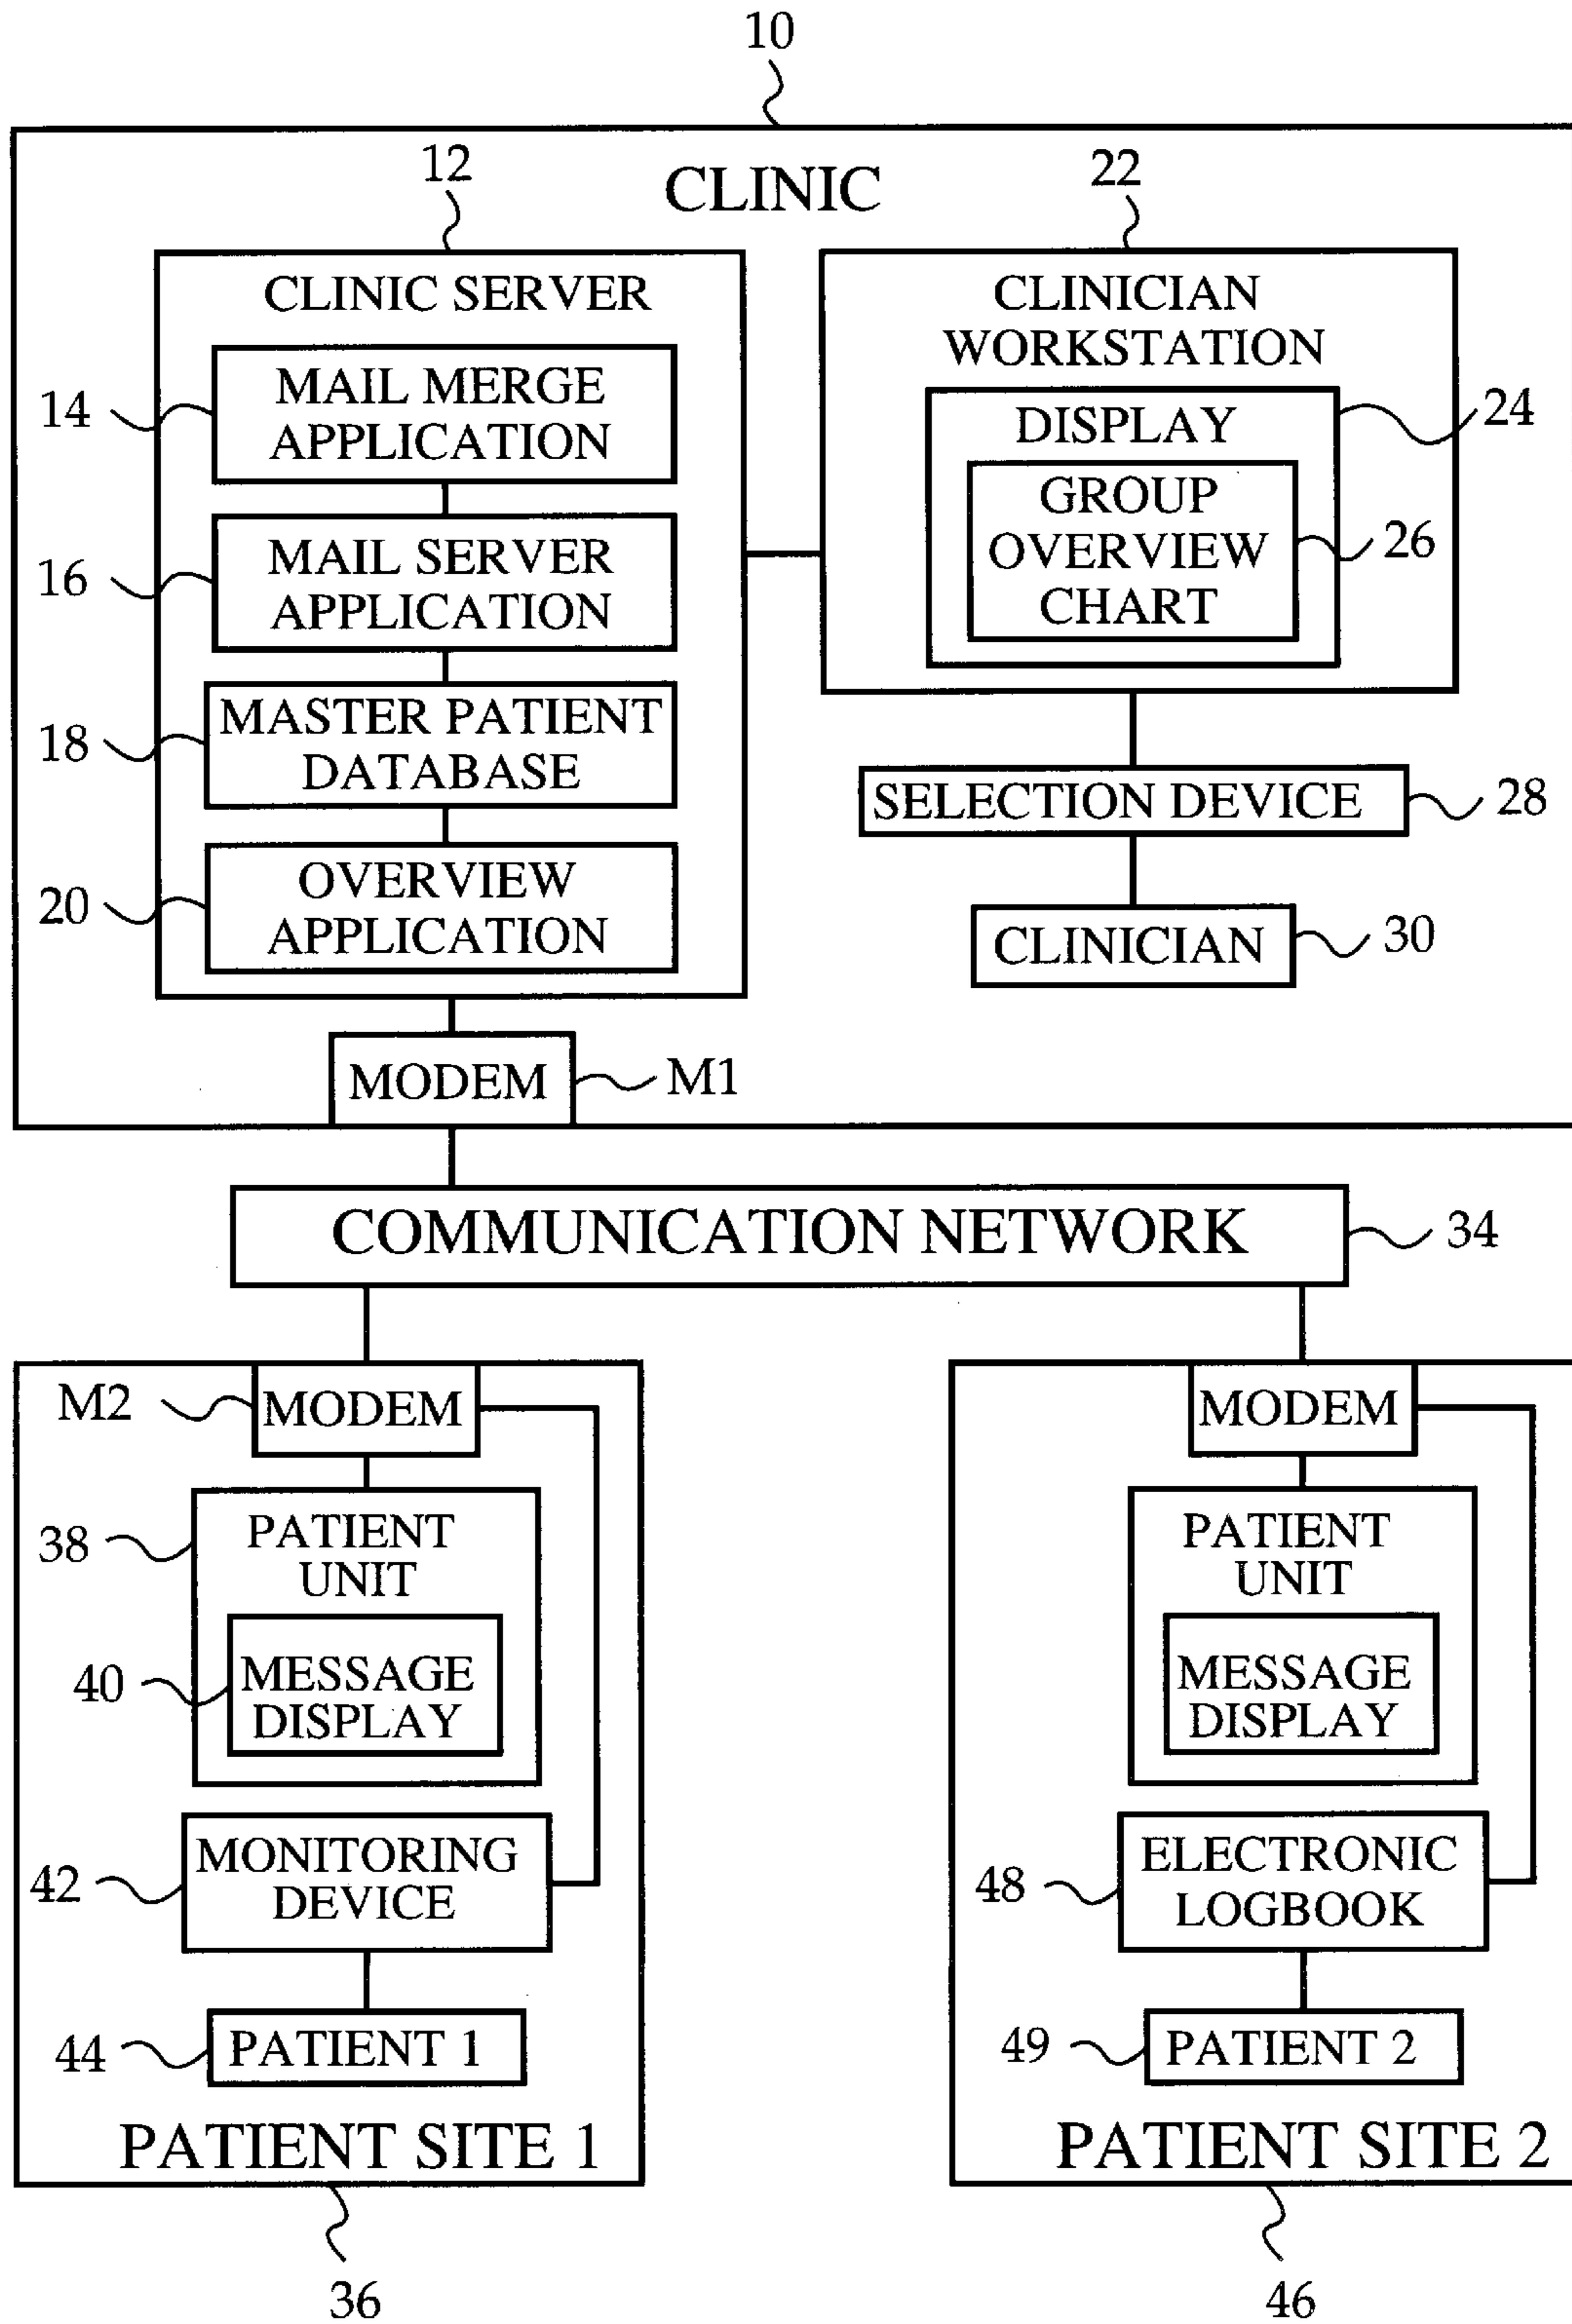 10
CLINIC
12
22
CLINIC SERVER
CLINICIAN
WORKSTATION
14
MAIL MERGE
APPLICATION
16
MAIL SERVER
APPLICATION
18
MASTER PATIENT
DATABASE
20
OVERVIEW
APPLICATION
DISPLAY
24
GROUP
OVERVIEW
CHART
26
SELECTION DEVICE
28
CLINICIAN
30
MODEM
M1
COMMUNICATION NETWORK
34
M2
MODEM
38
PATIENT
UNIT
40
MESSAGE
DISPLAY
42
MONITORING
DEVICE
44
PATIENT 1
PATIENT SITE 1
36
MODEM
PATIENT
UNIT
MESSAGE
DISPLAY
48
ELECTRONIC
LOGBOOK
49
PATIENT 2
PATIENT SITE 2
46